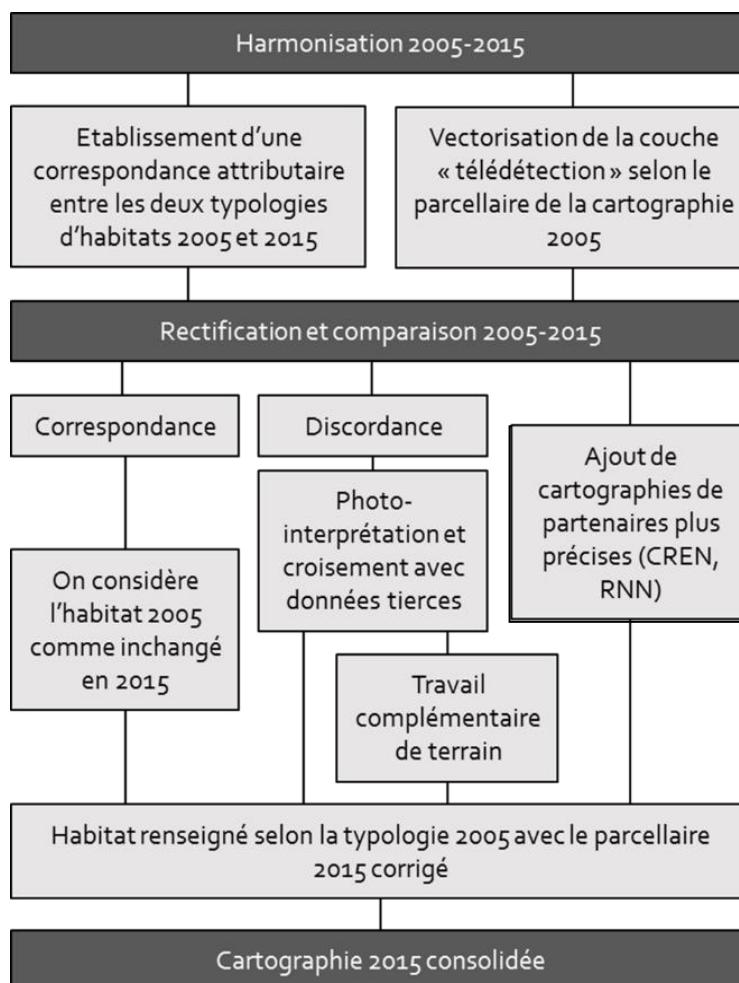 Harmonisation 2005-2015
Etablissement d'une
correspondance attributaire
entre les deux typologies
d'habitats 2005 et 2015
Vectorisation de la couche
« télédétection » selon le
parcellaire de la cartographie
2005
Rectification et comparaison 2005-2015
Correspondance
Discordance
Ajout de
cartographies de
partenaires plus
précises (CREN,
RNN)
Photo-
interprétation et
croisement avec
données tierces
On considère
l'habitat 2005
comme inchangé
en 2015
Travail
complémentaire
de terrain
Habitat renseigné selon la typologie 2005 avec le parcellaire
2015 corrigé
Cartographie 2015 consolidée